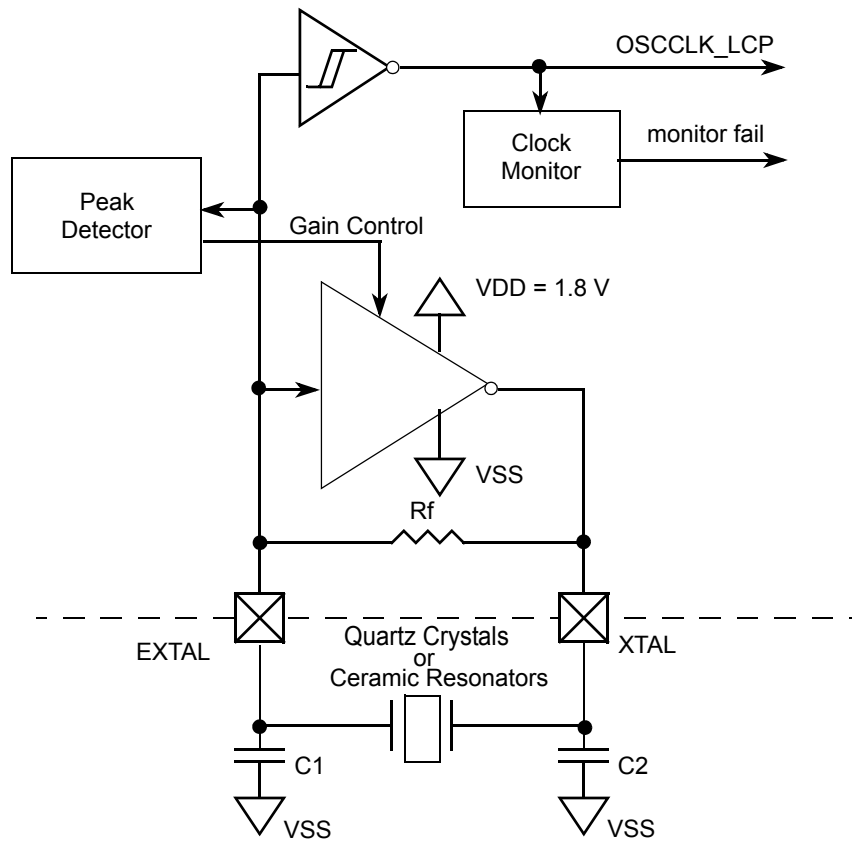 OSCCLK_LCP
Clock
Monitor
monitor fail
Peak
Detector
Gain Control
VDD = 1.8 V
VSS
Rf
EXTAL
Quartz Crystals
or
Ceramic Resonators
XTAL
C1
C2
VSS
VSS